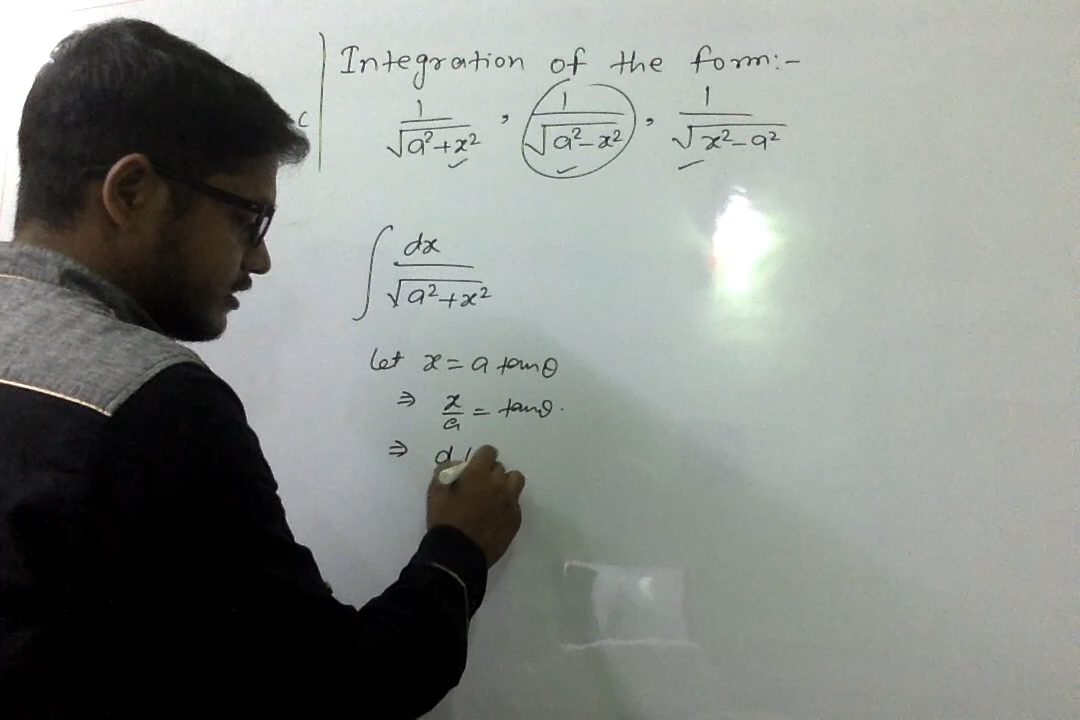 c
Integration of the form:-
1/√(a²+x²) , 1/√(a²-x²) , 1/√(x²-a²)
∫ dx/√(a²+x²)
let x = a tanθ
⇒ x/a = tanθ.
⇒ d